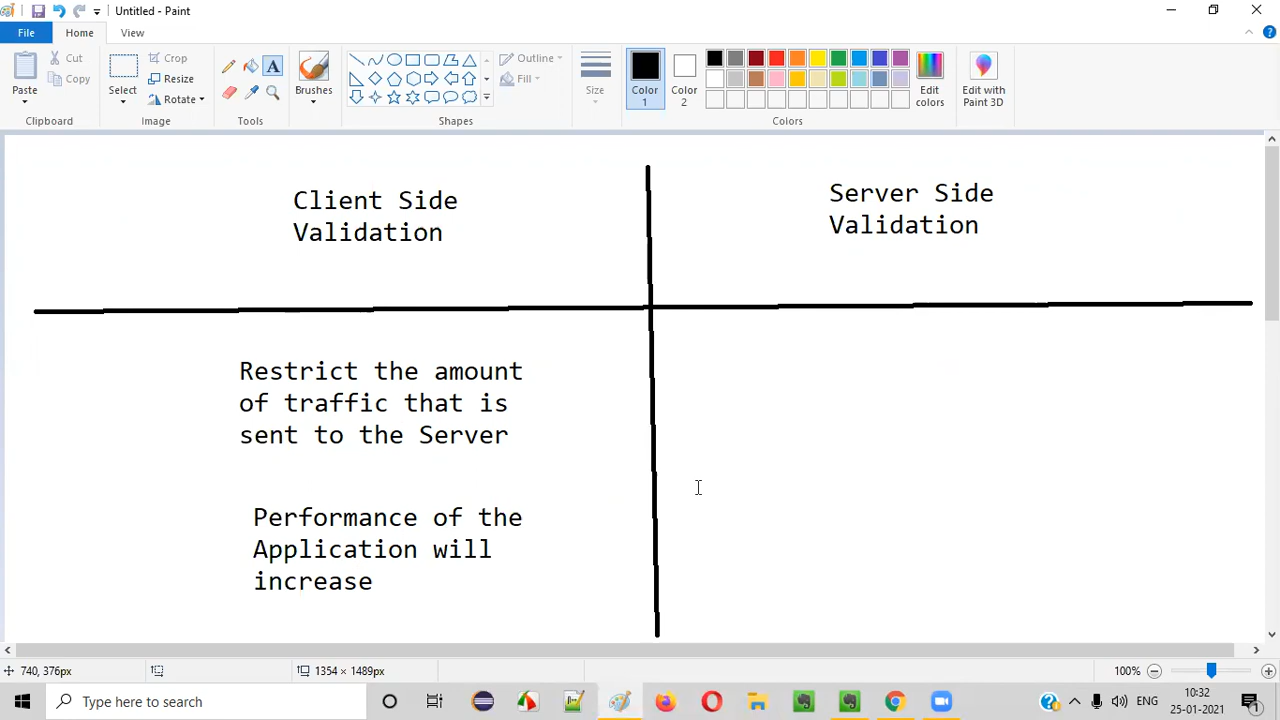 Untitled - Paint
File
Home
View
Paste
Cut
Copy
Clipboard
Select
Crop
Resize
Rotate
Image
Tools
Brushes
Shapes
Outline
Fill
Size
Color 1
Color 2
Colors
Edit colors
Edit with Paint 3D
Client Side
Validation
Server Side
Validation
Restrict the amount
of traffic that is
sent to the Server
Performance of the
Application will
increase
740, 376px
1354 × 1489px
100%
Type here to search
10:32
25-01-2021